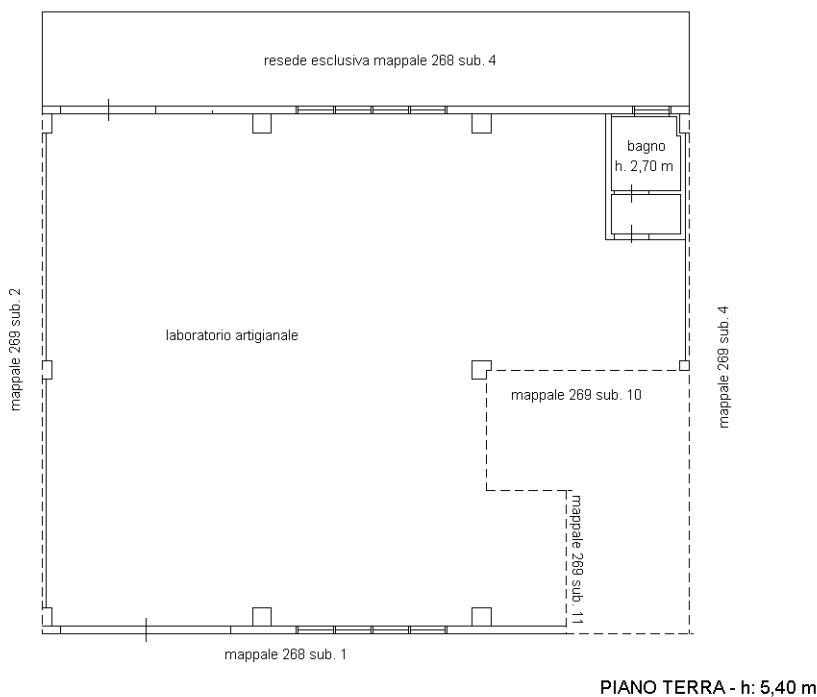 resede esclusiva mappale 268 sub. 4
bagno
h. 2,70 m
mappale 269 sub. 2
laboratorio artigianale
mappale 269 sub. 4
mappale 269 sub. 10
mappale 269 sub. 11
mappale 268 sub. 1
PIANO TERRA - h: 5,40 m